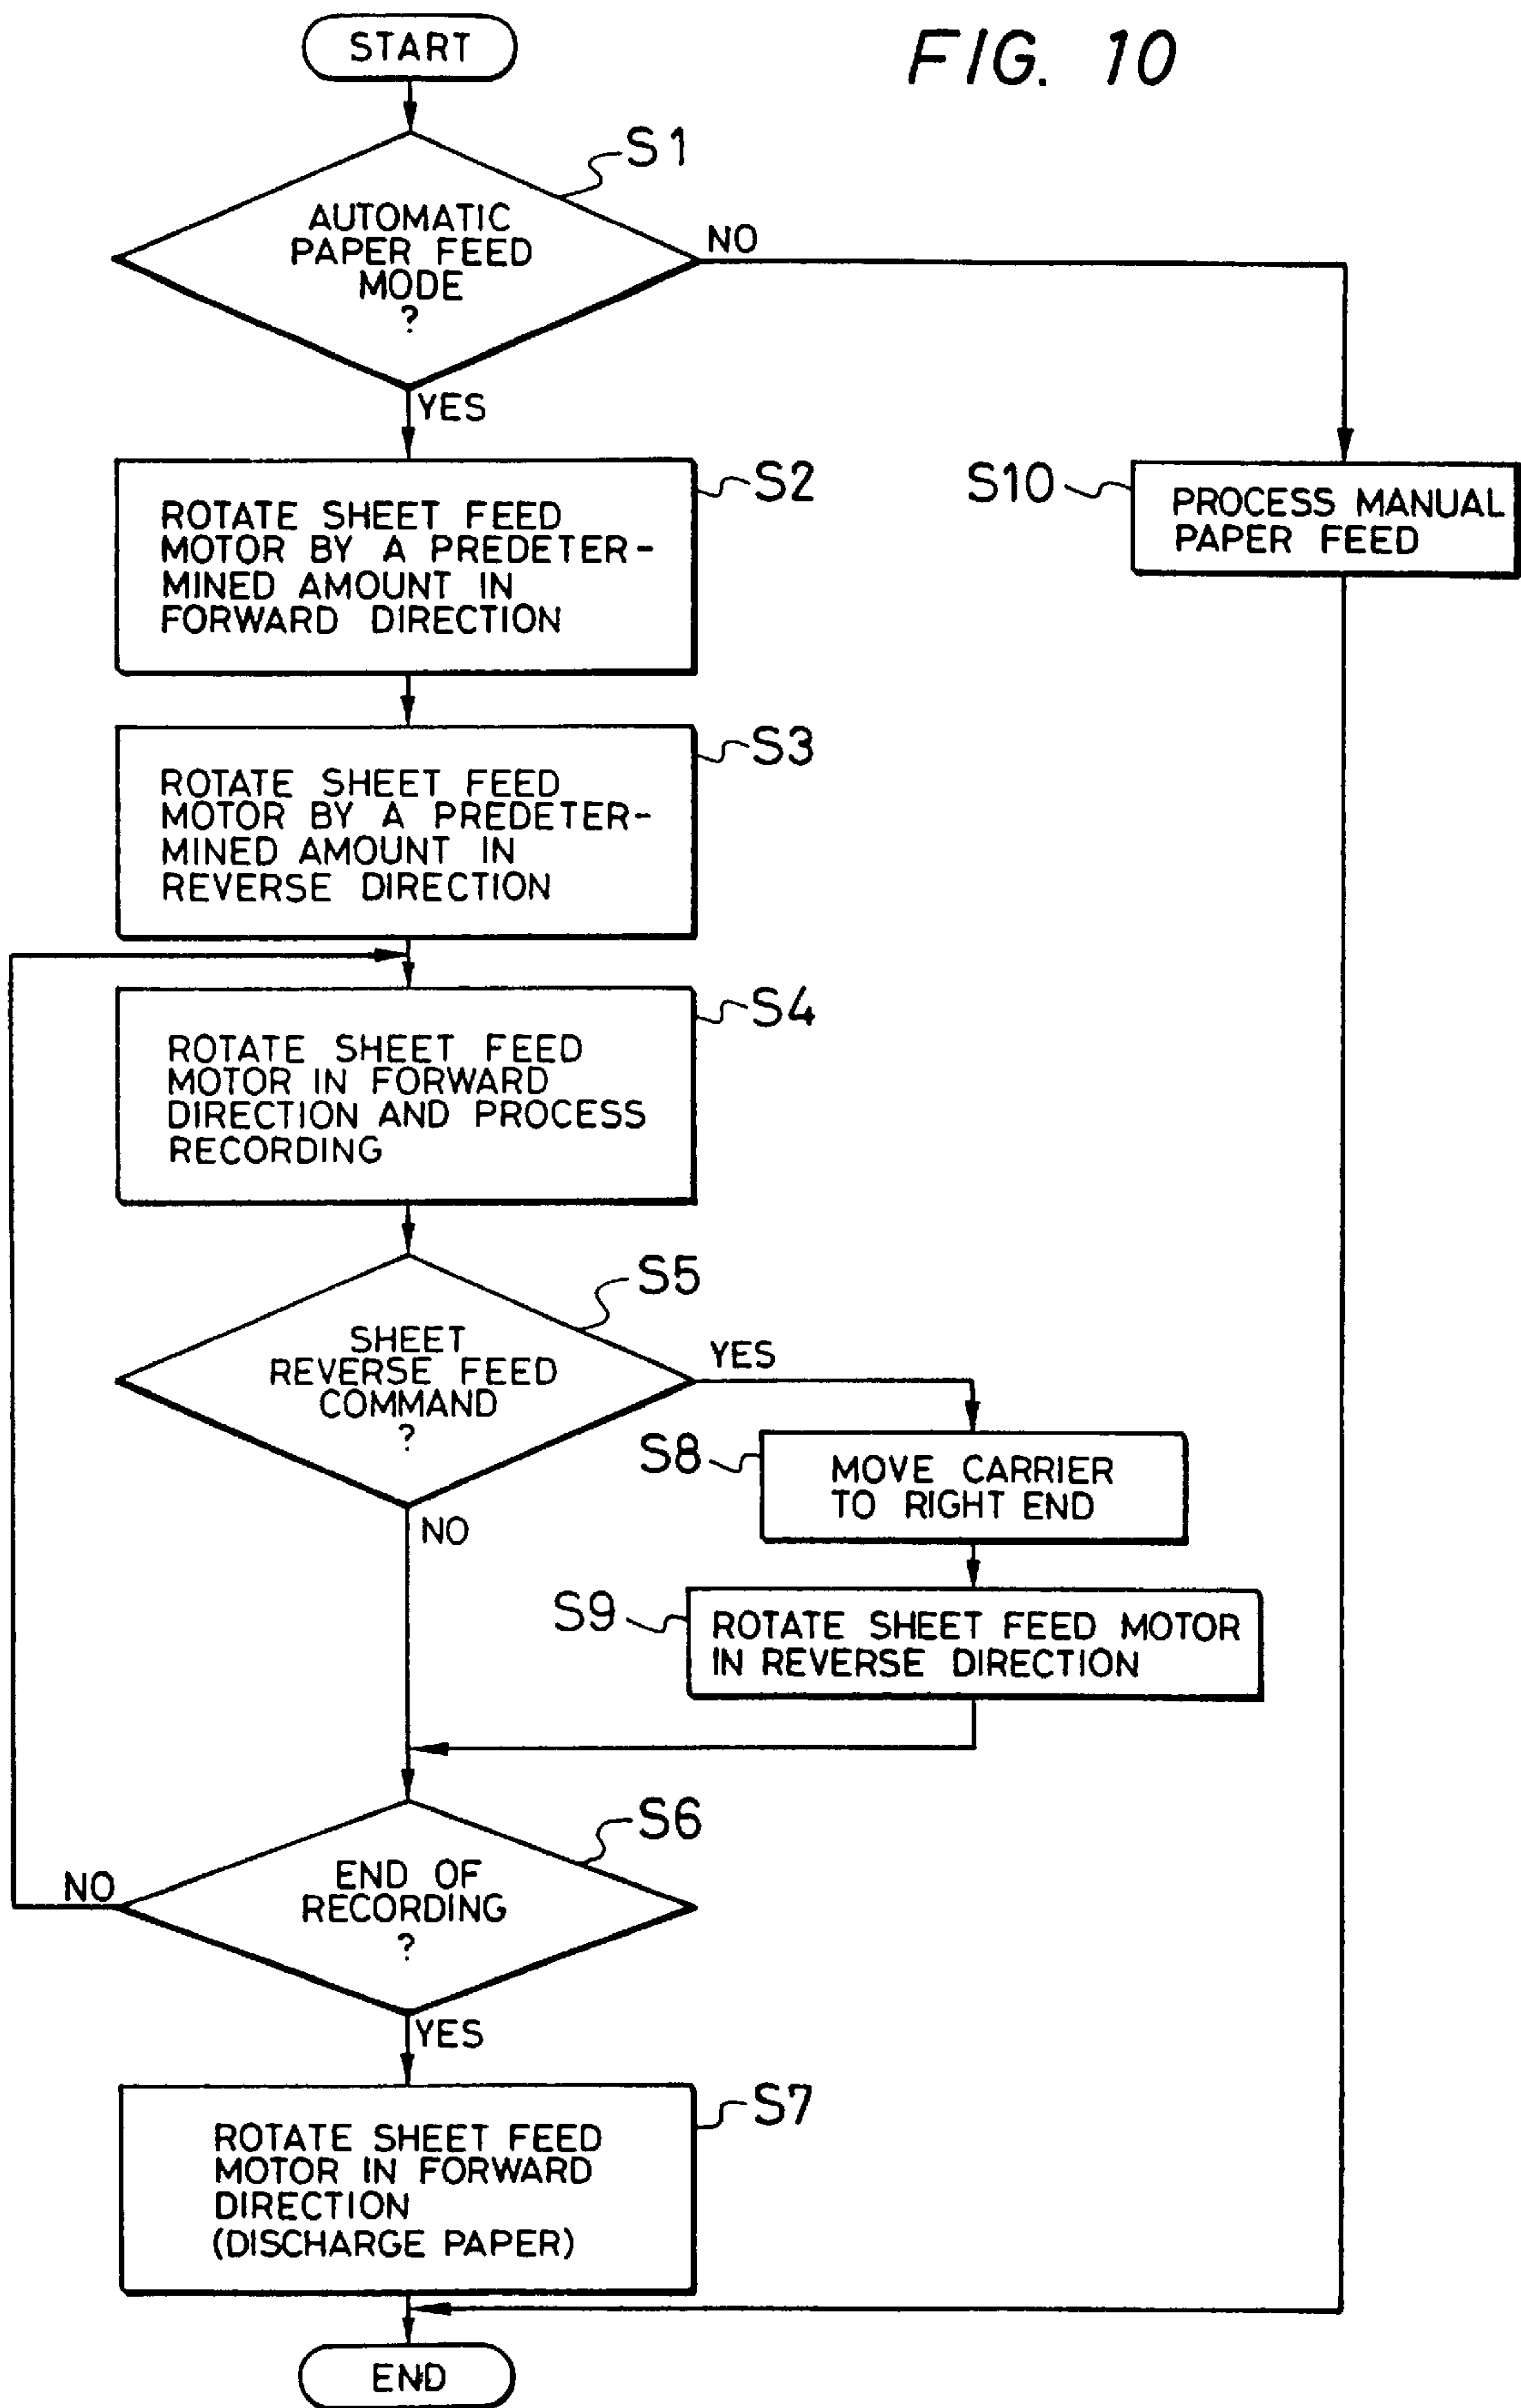 FIG. 10
START
S1
AUTOMATIC
PAPER FEED
MODE
?
NO
YES
S2
ROTATE SHEET FEED
MOTOR BY A PREDETER-
MINED AMOUNT IN
FORWARD DIRECTION
S10
PROCESS MANUAL
PAPER FEED
S3
ROTATE SHEET FEED
MOTOR BY A PREDETER-
MINED AMOUNT IN
REVERSE DIRECTION
S4
ROTATE SHEET FEED
MOTOR IN FORWARD
DIRECTION AND PROCESS
RECORDING
S5
SHEET
REVERSE FEED
COMMAND
?
YES
NO
S8
MOVE CARRIER
TO RIGHT END
S9
ROTATE SHEET FEED MOTOR
IN REVERSE DIRECTION
S6
END OF
RECORDING
?
NO
YES
S7
ROTATE SHEET FEED
MOTOR IN FORWARD
DIRECTION
(DISCHARGE PAPER)
END